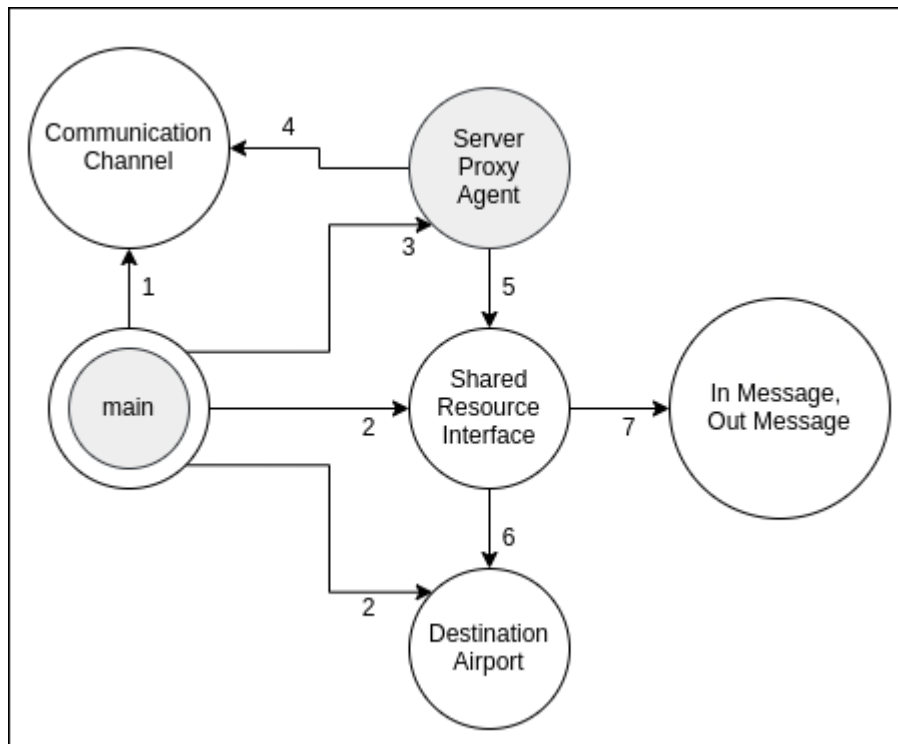 Communication
Channel
4
Server
Proxy
Agent
3
1
5
main
2
Shared
Resource
Interface
7
In Message,
Out Message
6
2
Destination
Airport